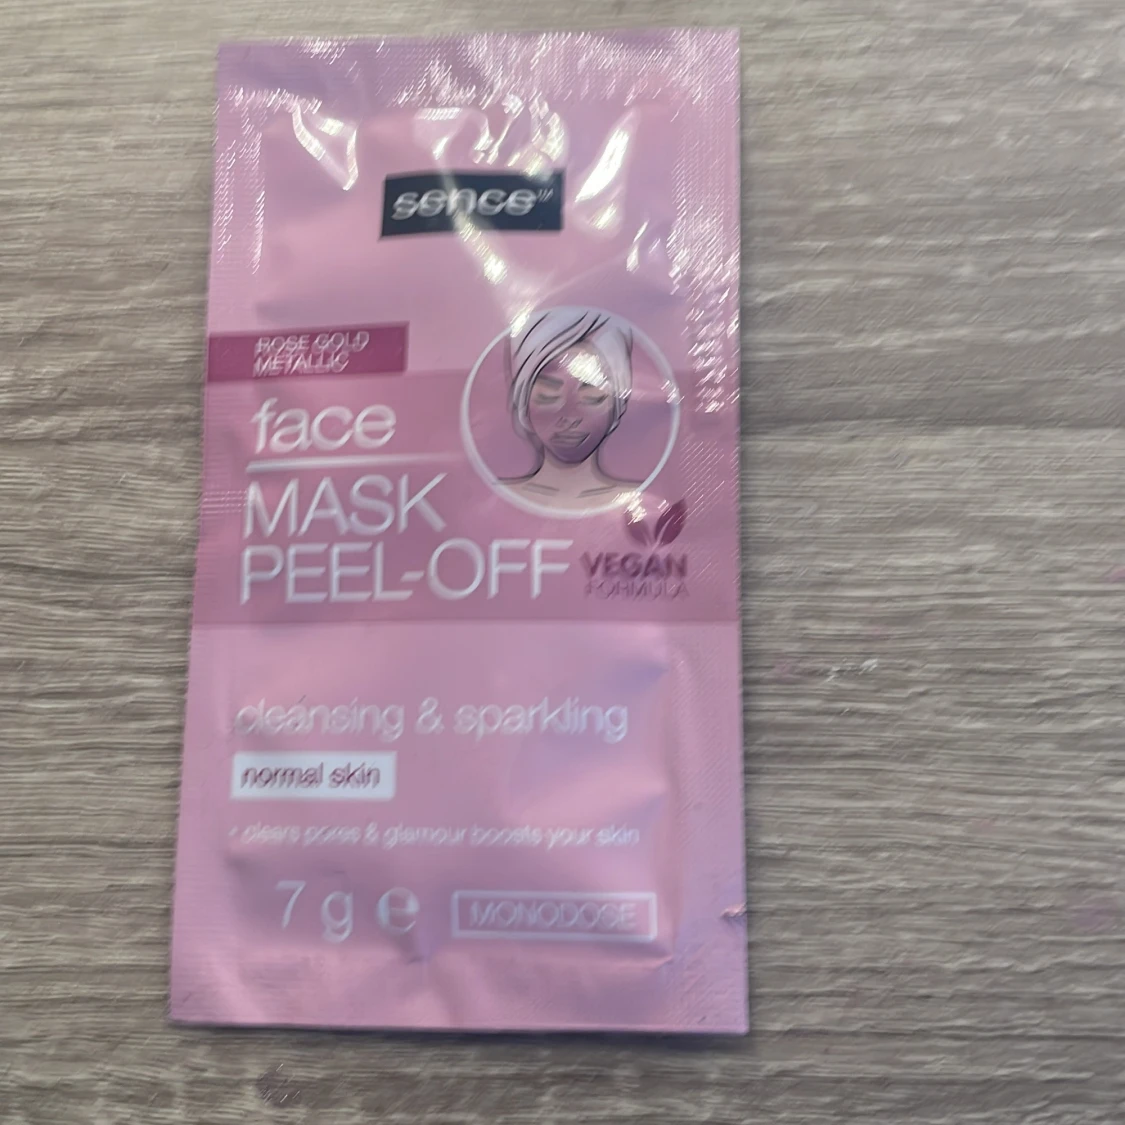 sence™
ROSE GOLD
METALLIC
face
MASK
PEEL-OFF
VEGAN
FORMULA
cleansing & sparkling
normal skin
• clears pores & glamour boosts your skin
7 g ℮
MONODOSE